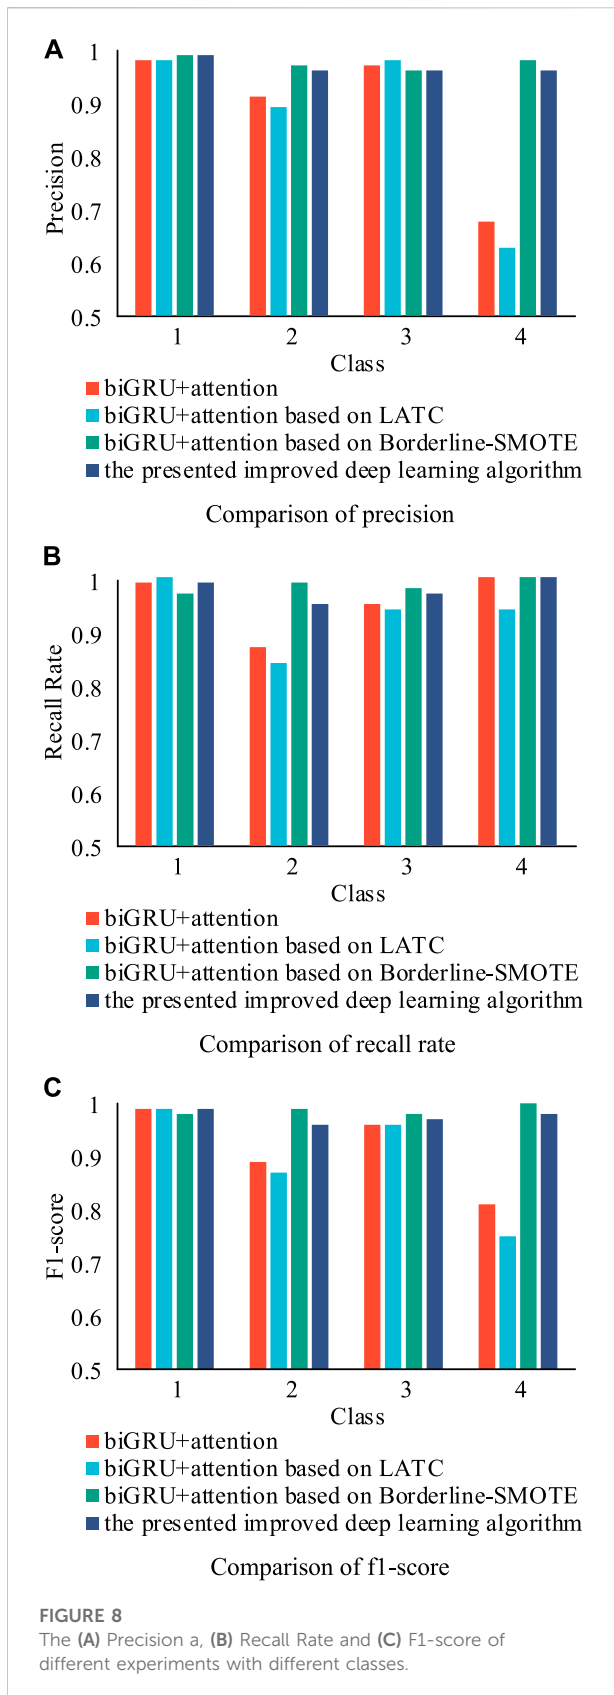 A
1
0.9
0.8
0.7
0.6
0.5
Precision
1 2 3 4
Class
biGRU+attention
biGRU+attention based on LATC
biGRU+attention based on Borderline-SMOTE
the presented improved deep learning algorithm
Comparison of precision
B
1
0.9
0.8
0.7
0.6
0.5
Recall Rate
1 2 3 4
Class
biGRU+attention
biGRU+attention based on LATC
biGRU+attention based on Borderline-SMOTE
the presented improved deep learning algorithm
Comparison of recall rate
C
1
0.9
0.8
0.7
0.6
0.5
F1-score
1 2 3 4
Class
biGRU+attention
biGRU+attention based on LATC
biGRU+attention based on Borderline-SMOTE
the presented improved deep learning algorithm
Comparison of f1-score
FIGURE 8
The (A) Precision a, (B) Recall Rate and (C) F1-score of
different experiments with different classes.